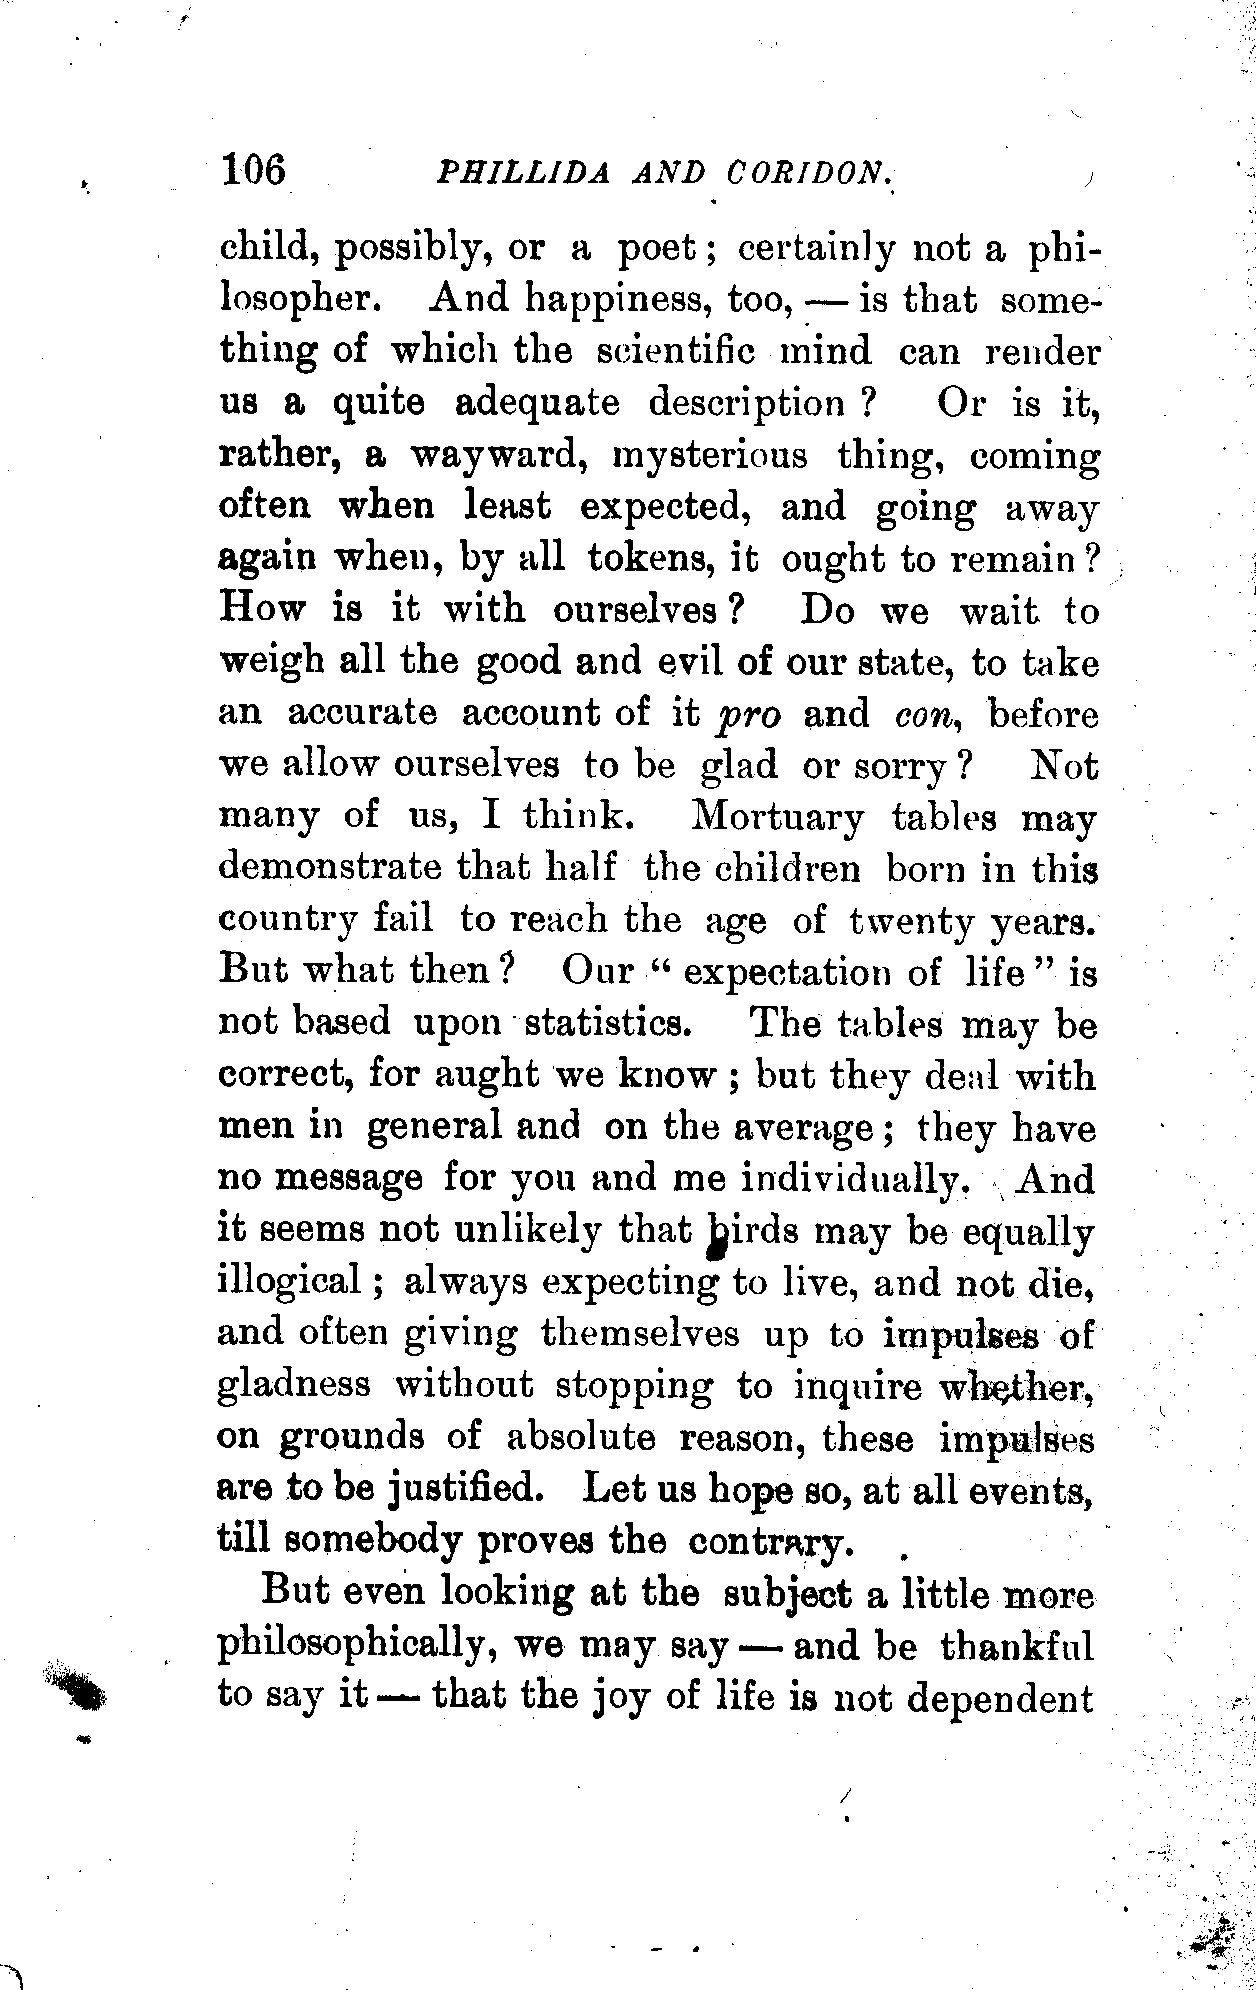 106 PHILLIDA AND CORIDON.
child, possibly, or a poet; certainly not a phi-
losopher. And happiness, too, — is that some-
thing of which the scientific mind can render
us a quite adequate description? Or is it,
rather, a wayward, mysterious thing, coming
often when least expected, and going away
again when, by all tokens, it ought to remain?
How is it with ourselves? Do we wait to
weigh all the good and evil of our state, to take
an accurate account of it pro and con, before
we allow ourselves to be glad or sorry? Not
many of us, I think. Mortuary tables may
demonstrate that half the children born in this
country fail to reach the age of twenty years.
But what then? Our "expectation of life" is
not based upon statistics. The tables may be
correct, for aught we know; but they deal with
men in general and on the average; they have
no message for you and me individually. And
it seems not unlikely that birds may be equally
illogical; always expecting to live, and not die,
and often giving themselves up to impulses of
gladness without stopping to inquire whether,
on grounds of absolute reason, these impulses
are to be justified. Let us hope so, at all events,
till somebody proves the contrary.
But even looking at the subject a little more
philosophically, we may say — and be thankful
to say it — that the joy of life is not dependent